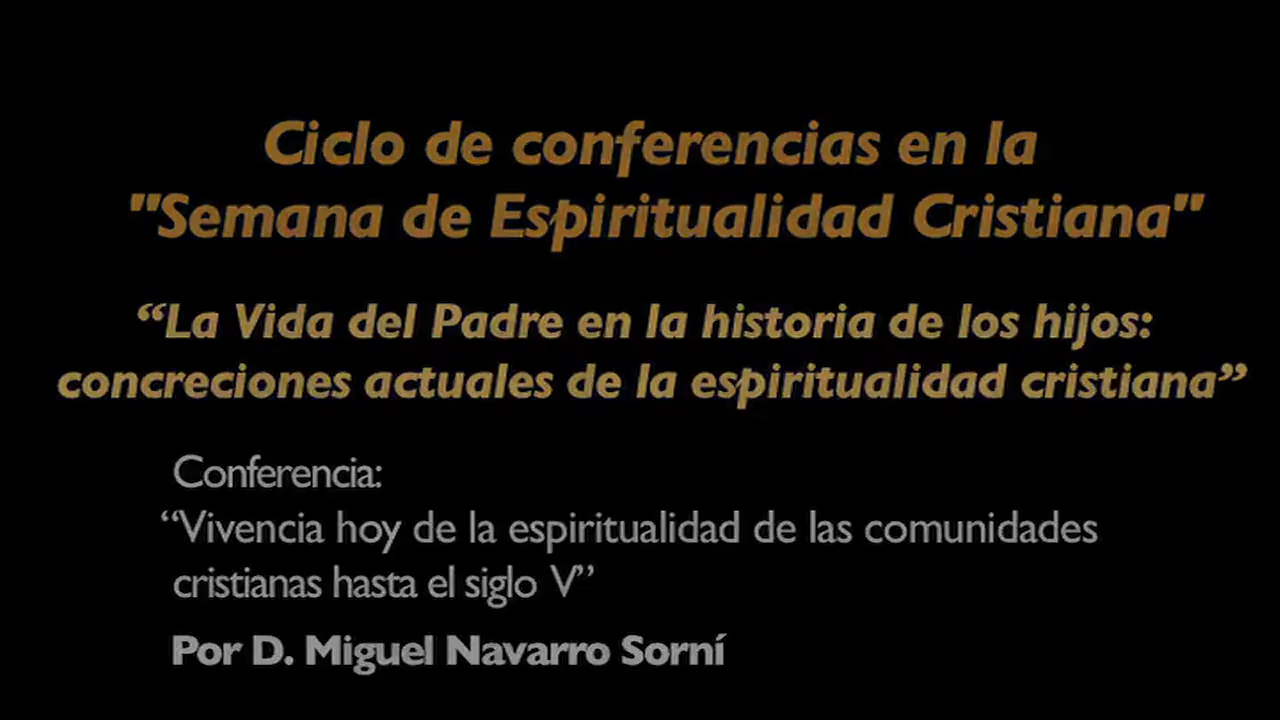 Ciclo de conferencias en la
"Semana de Espiritualidad Cristiana"
“La Vida del Padre en la historia de los hijos:
concreciones actuales de la espiritualidad cristiana”
Conferencia:
“Vivencia hoy de la espiritualidad de las comunidades
cristianas hasta el siglo V”
Por D. Miguel Navarro Sorní